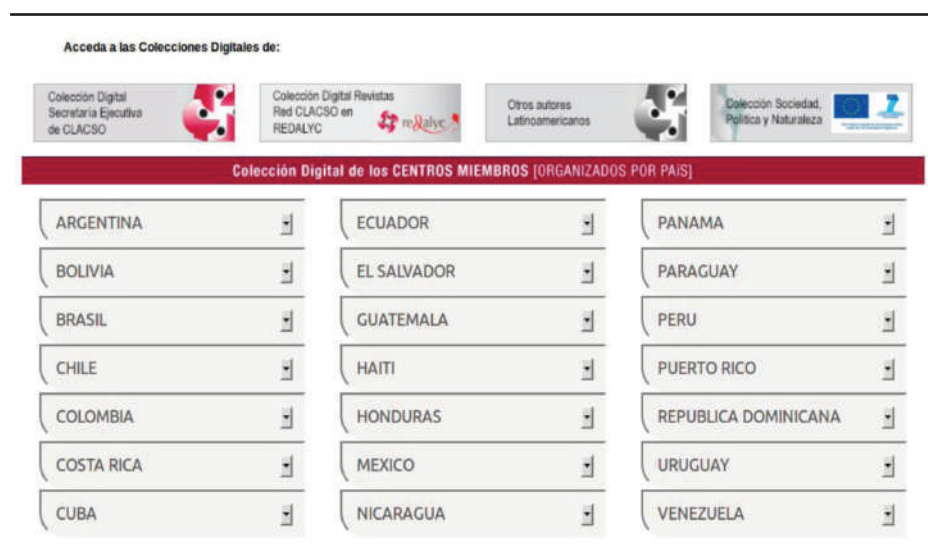 Acceda a las Colecciones Digitales de:
Colección Digital
Secretaria Ejecutiva
de CLACSO
Colección Digital Revistas
Red CLACSO en
REDALYC
redalyc
Otros autores
Latinoamericanos
Colección Sociedad,
Política y Naturaleza
Colección Digital de los CENTROS MIEMBROS [ORGANIZADOS POR PAÍS]
ARGENTINA
ECUADOR
PANAMA
BOLIVIA
EL SALVADOR
PARAGUAY
BRASIL
GUATEMALA
PERU
CHILE
HAITI
PUERTO RICO
COLOMBIA
HONDURAS
REPUBLICA DOMINICANA
COSTA RICA
MEXICO
URUGUAY
CUBA
NICARAGUA
VENEZUELA